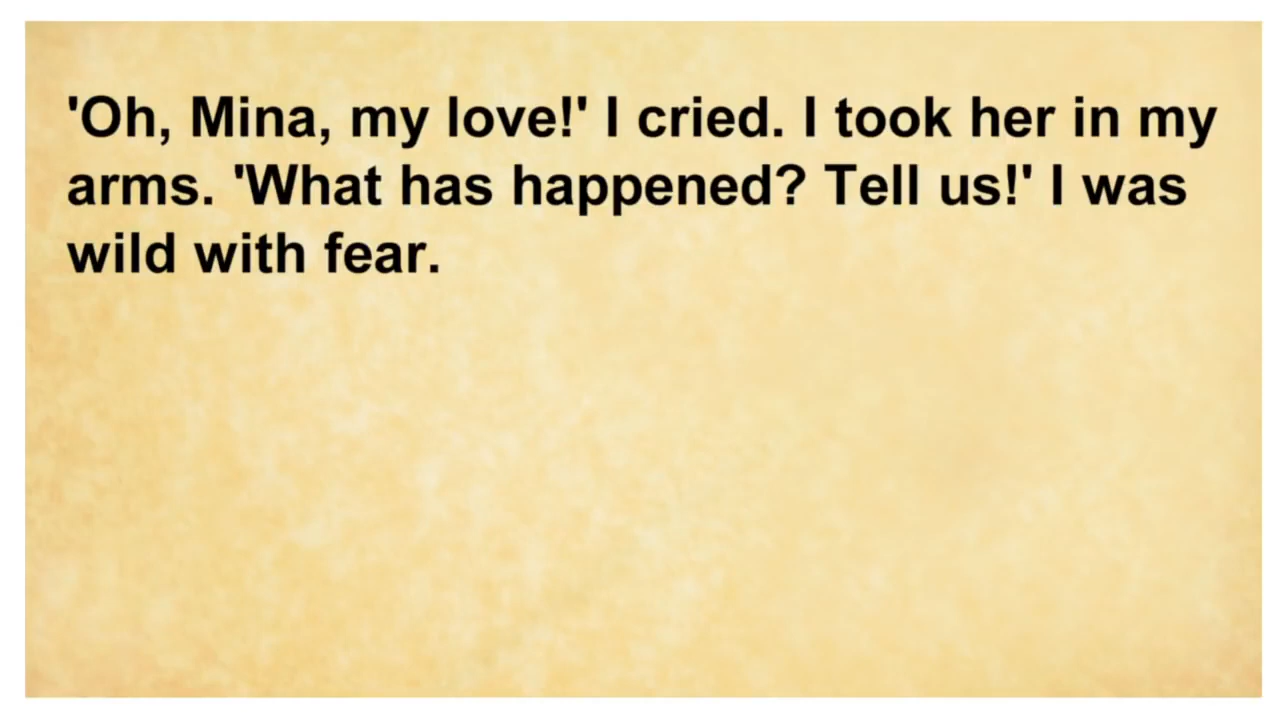 'Oh, Mina, my love!' I cried. I took her in my
arms. 'What has happened? Tell us!' I was
wild with fear.